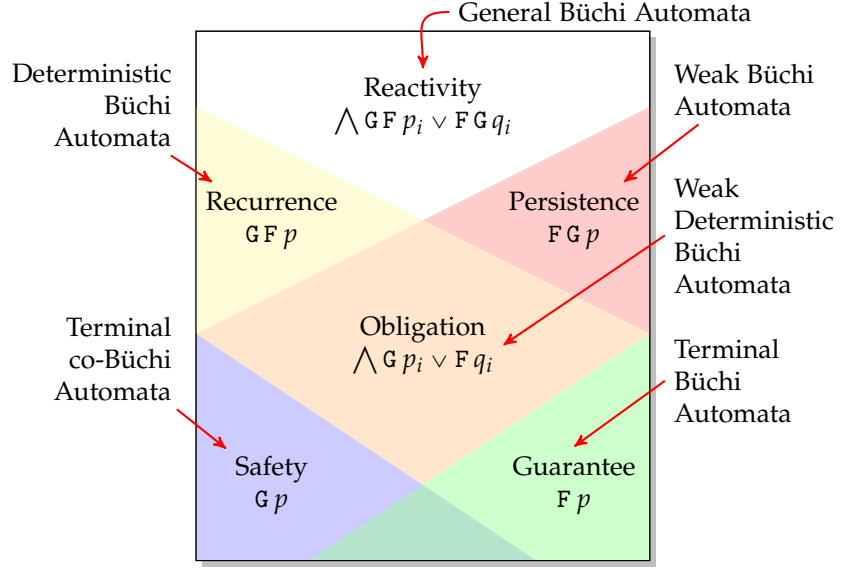 General Büchi Automata
Deterministic
Büchi
Automata
Reactivity
⋀ G F pᵢ ∨ F G qᵢ
Weak Büchi
Automata
Recurrence
G F p
Persistence
F G p
Weak
Deterministic
Büchi
Automata
Terminal
co-Büchi
Automata
Obligation
⋀ G pᵢ ∨ F qᵢ
Terminal
Büchi
Automata
Safety
G p
Guarantee
F p